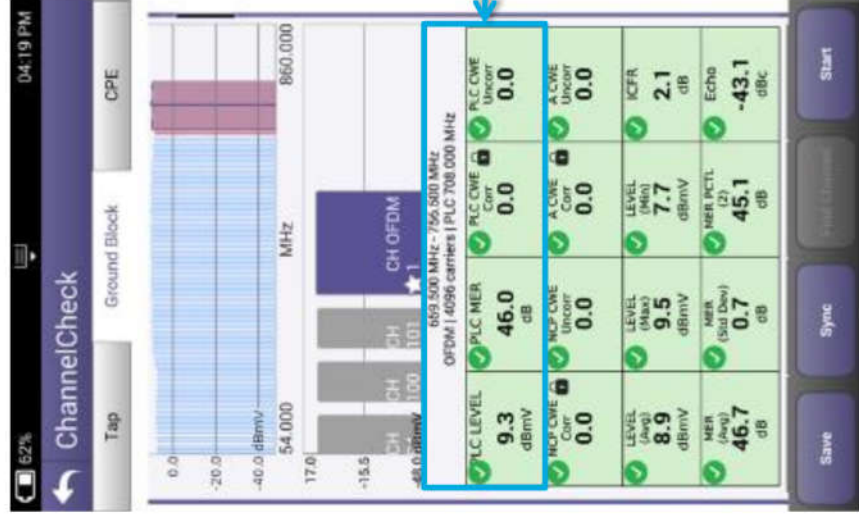 62% 04:19 PM
ChannelCheck
Tap Ground Block CPE
0.0
-20.0
-40.0 dBmV
54.000 MHz 860.000
17.0
-15.5
-48.0 dBmV
CH CH 100 CH 101 CH OFDM
1
659.500 MHz - 756.500 MHz
OFDM | 4096 carriers | PLC 708.000 MHz
PLC LEVEL PLC MER PLC CWE PLC CWE
Corr Uncorr
9.3 46.0 0.0 0.0
dBmV dB
NCP CWE NCP CWE A CWE A CWE
Corr Uncorr Corr Uncorr
0.0 0.0 0.0 0.0
LEVEL LEVEL LEVEL ICFR
(Avg) (Max) (Min)
8.9 9.5 7.7 2.1
dBmV dBmV dBmV dB
MER MER MER PCTL Echo
(Avg) (Std Dev) (2)
46.7 0.7 45.1 -43.1
dB dB dB dBc
Save Sync Start